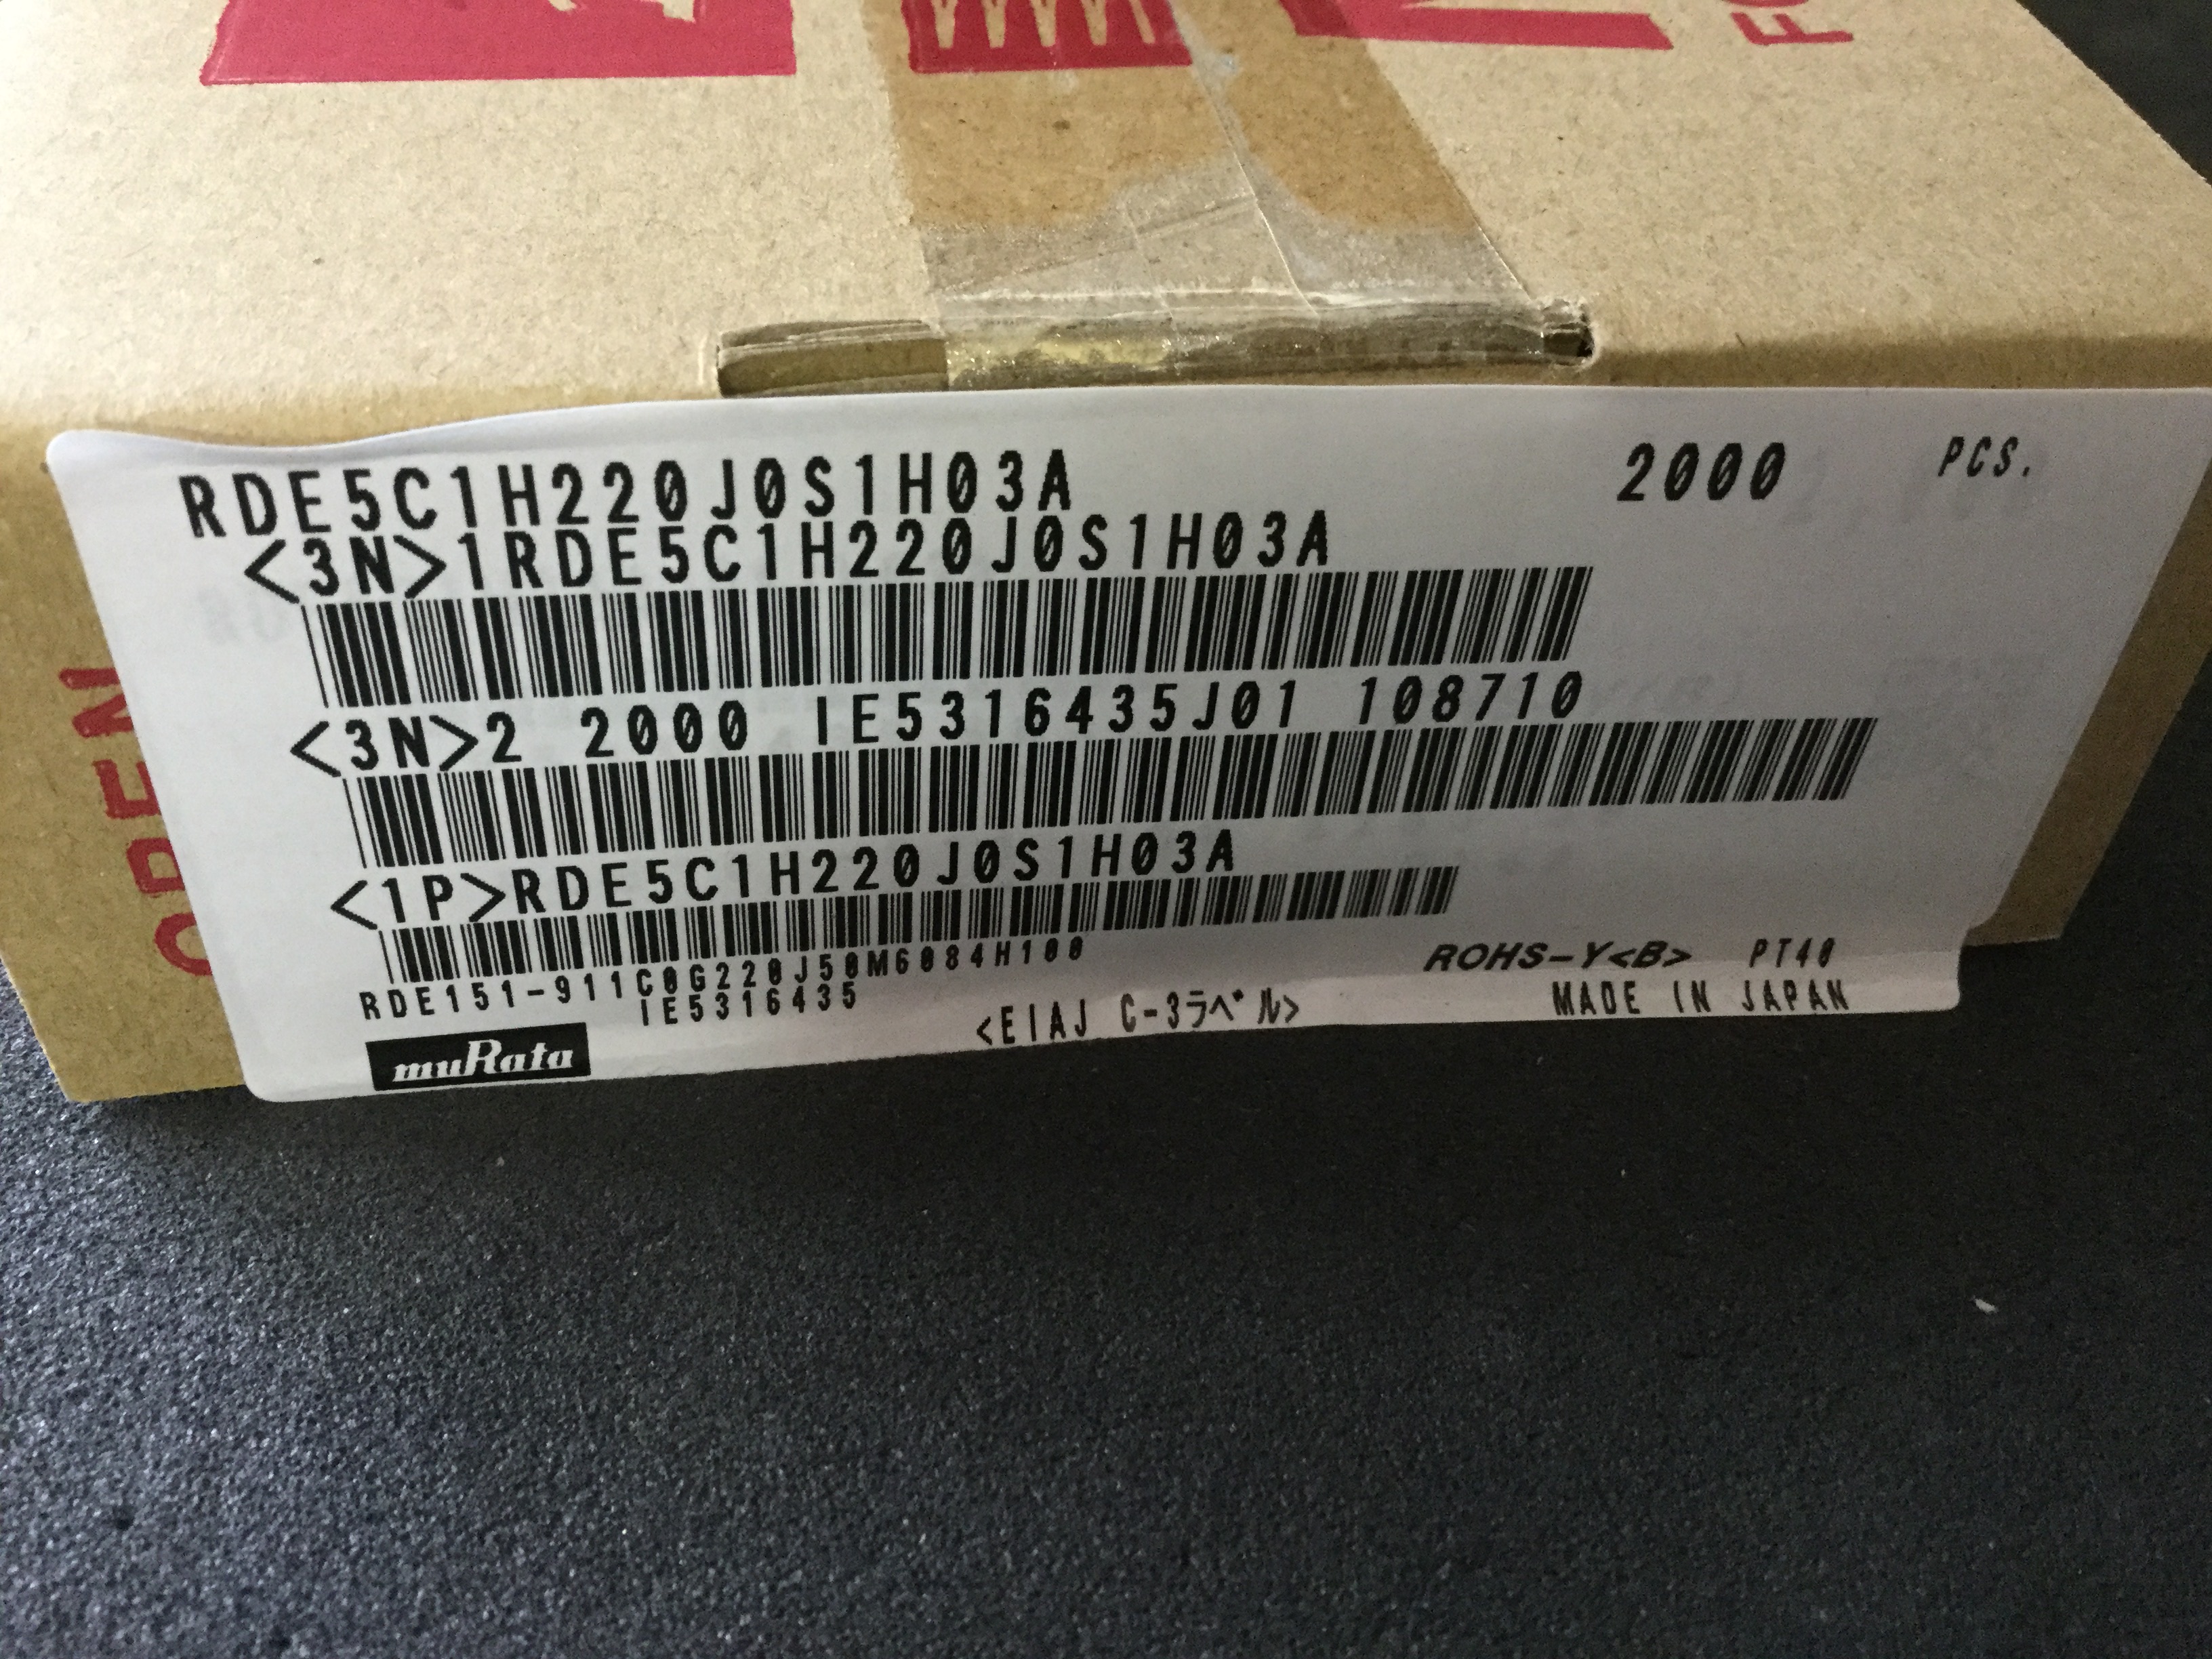 RDE5C1H220J0S1H03A 2000 PCS.
<3N>1RDE5C1H220J0S1H03A
<3N>2 2000 IE5316435J01 108710
<1P>RDE5C1H220J0S1H03A
RDE151-911C0G220J50M6084H100
IE5316435
ROHS-Y<B> PT40
<EIAJ C-3ラベル>
MADE IN JAPAN
muRata
OPEN